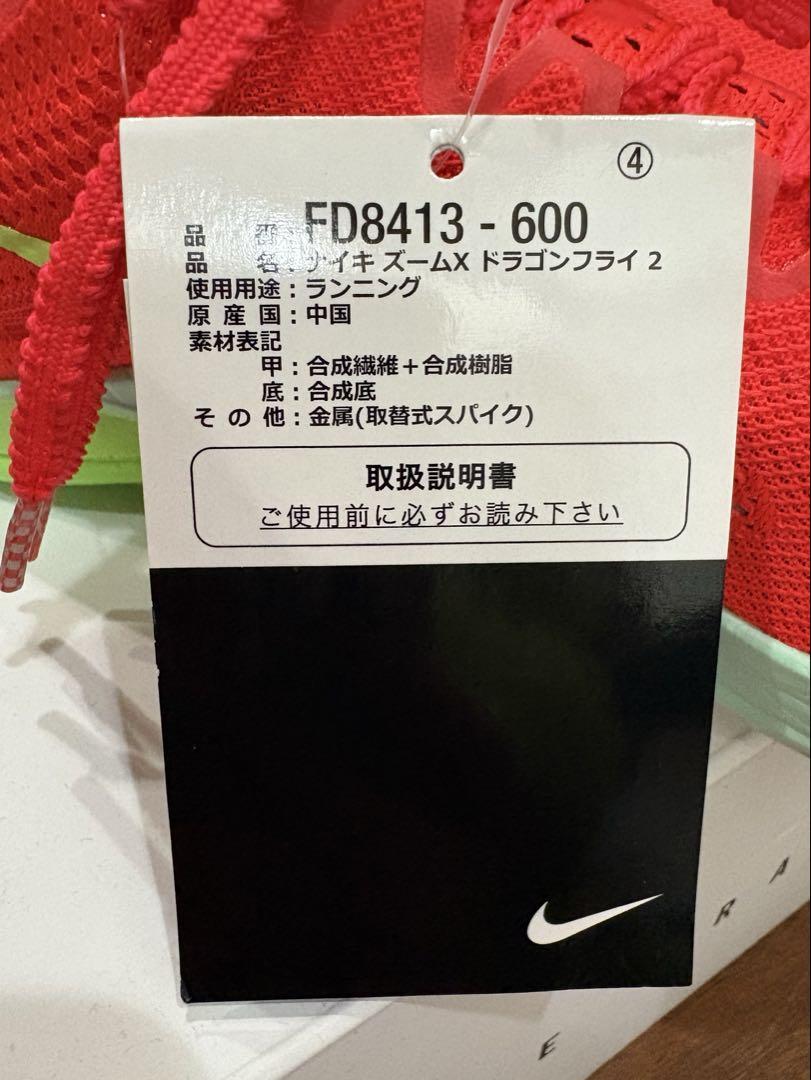 ④
品 番：FD8413 - 600
品 名：ナイキ ズームX ドラゴンフライ 2
使用用途：ランニング
原 産 国：中国
素材表記
甲：合成繊維＋合成樹脂
底：合成底
そ の 他：金属(取替式スパイク)
取扱説明書
ご使用前に必ずお読み下さい
E R A